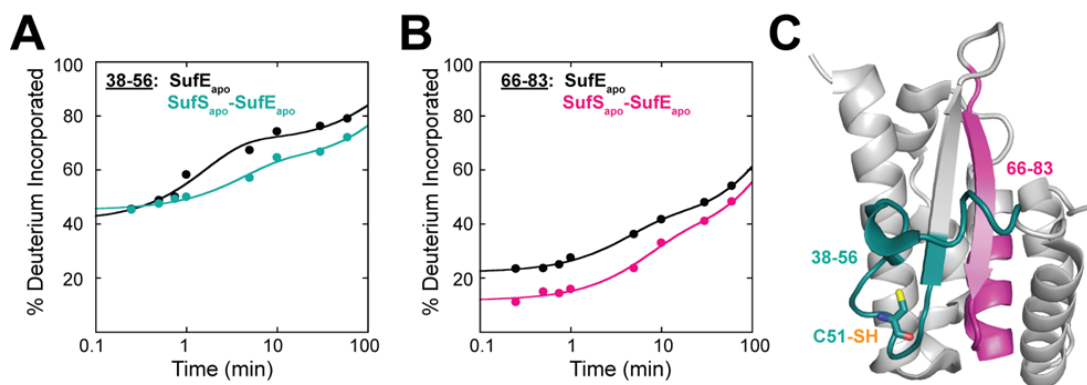 A
% Deuterium Incorporated
100
80
60
40
20
0.1
1
10
100
Time (min)
38-56: SufEapo
SufSapo-SufEapo
B
% Deuterium Incorporated
100
80
60
40
20
0.1
1
10
100
Time (min)
66-83: SufEapo
SufSapo-SufEapo
C
66-83
38-56
C51-SH